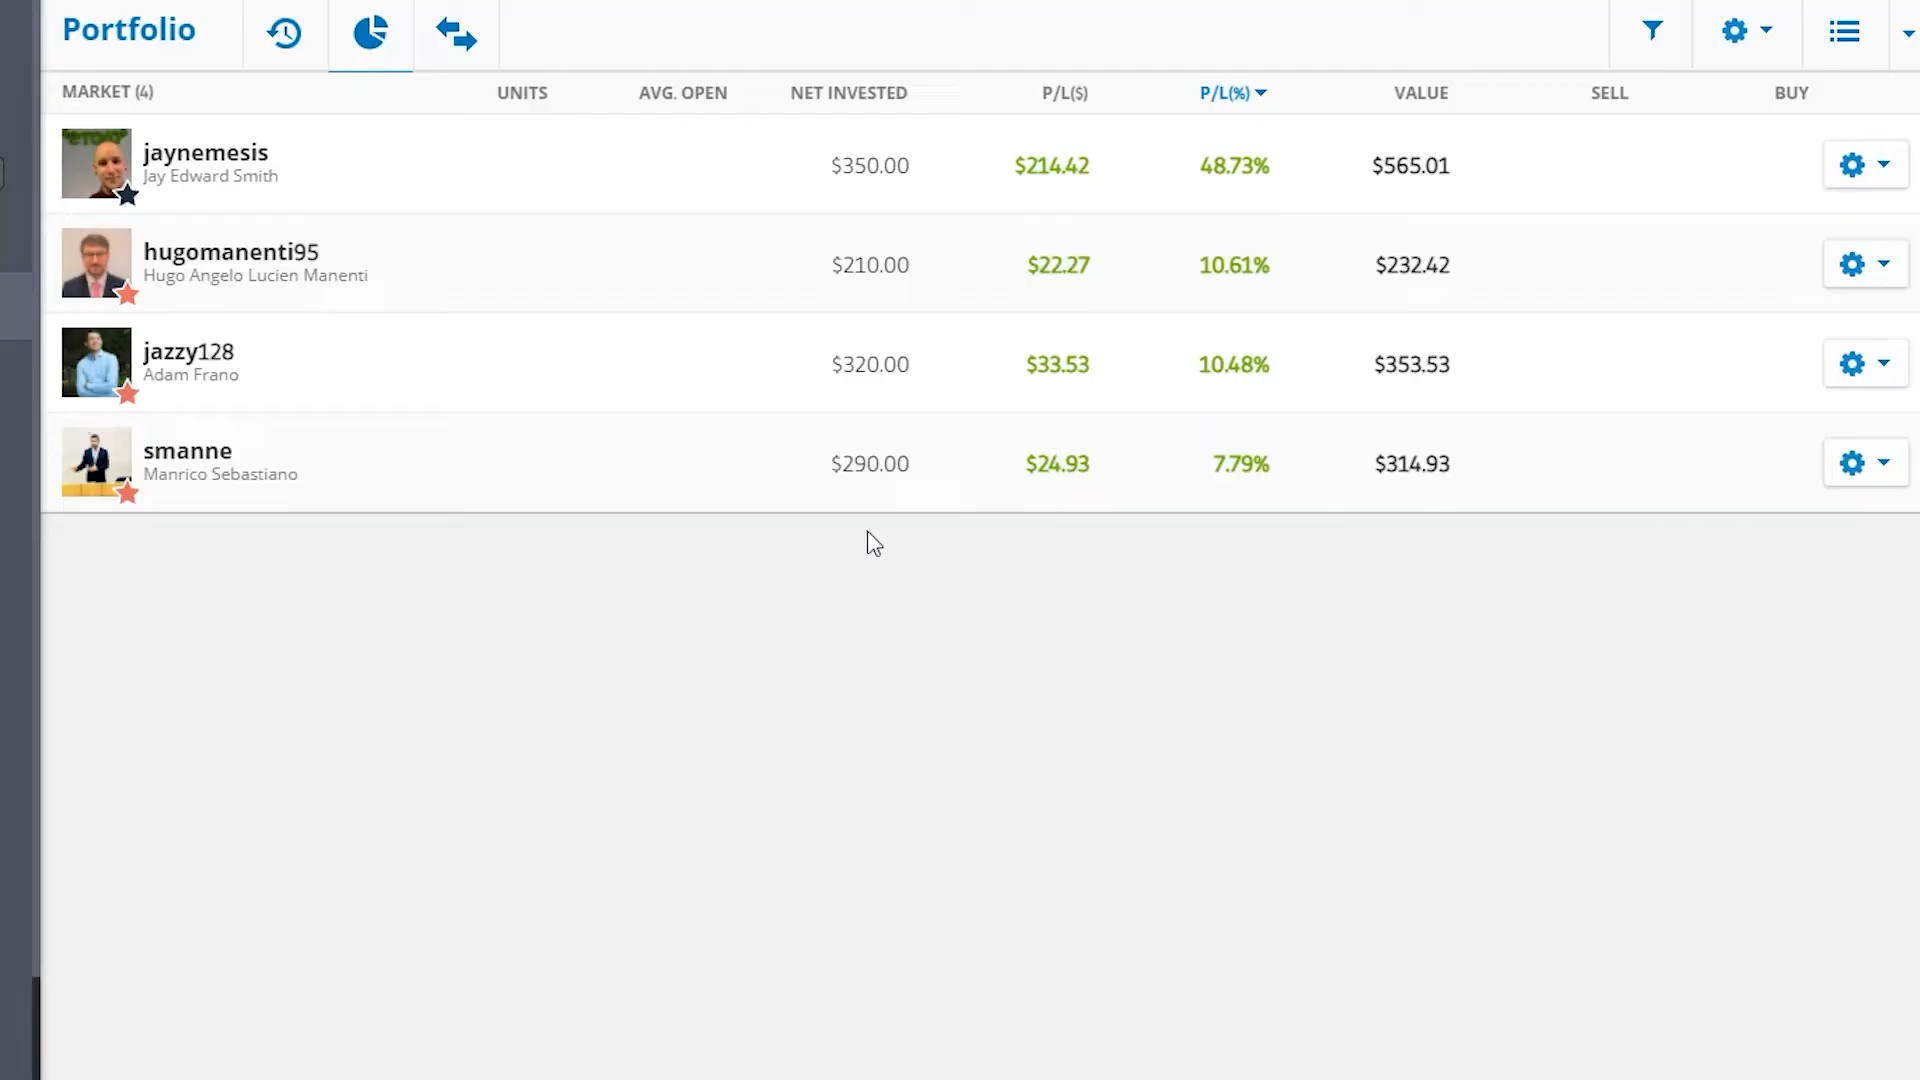 Portfolio
MARKET (4) UNITS AVG. OPEN NET INVESTED P/L($) P/L(%) VALUE SELL BUY
jaynemesis
Jay Edward Smith
$350.00 $214.42 48.73% $565.01
hugomanenti95
Hugo Angelo Lucien Manenti
$210.00 $22.27 10.61% $232.42
jazzy128
Adam Frano
$320.00 $33.53 10.48% $353.53
smanne
Manrico Sebastiano
$290.00 $24.93 7.79% $314.93